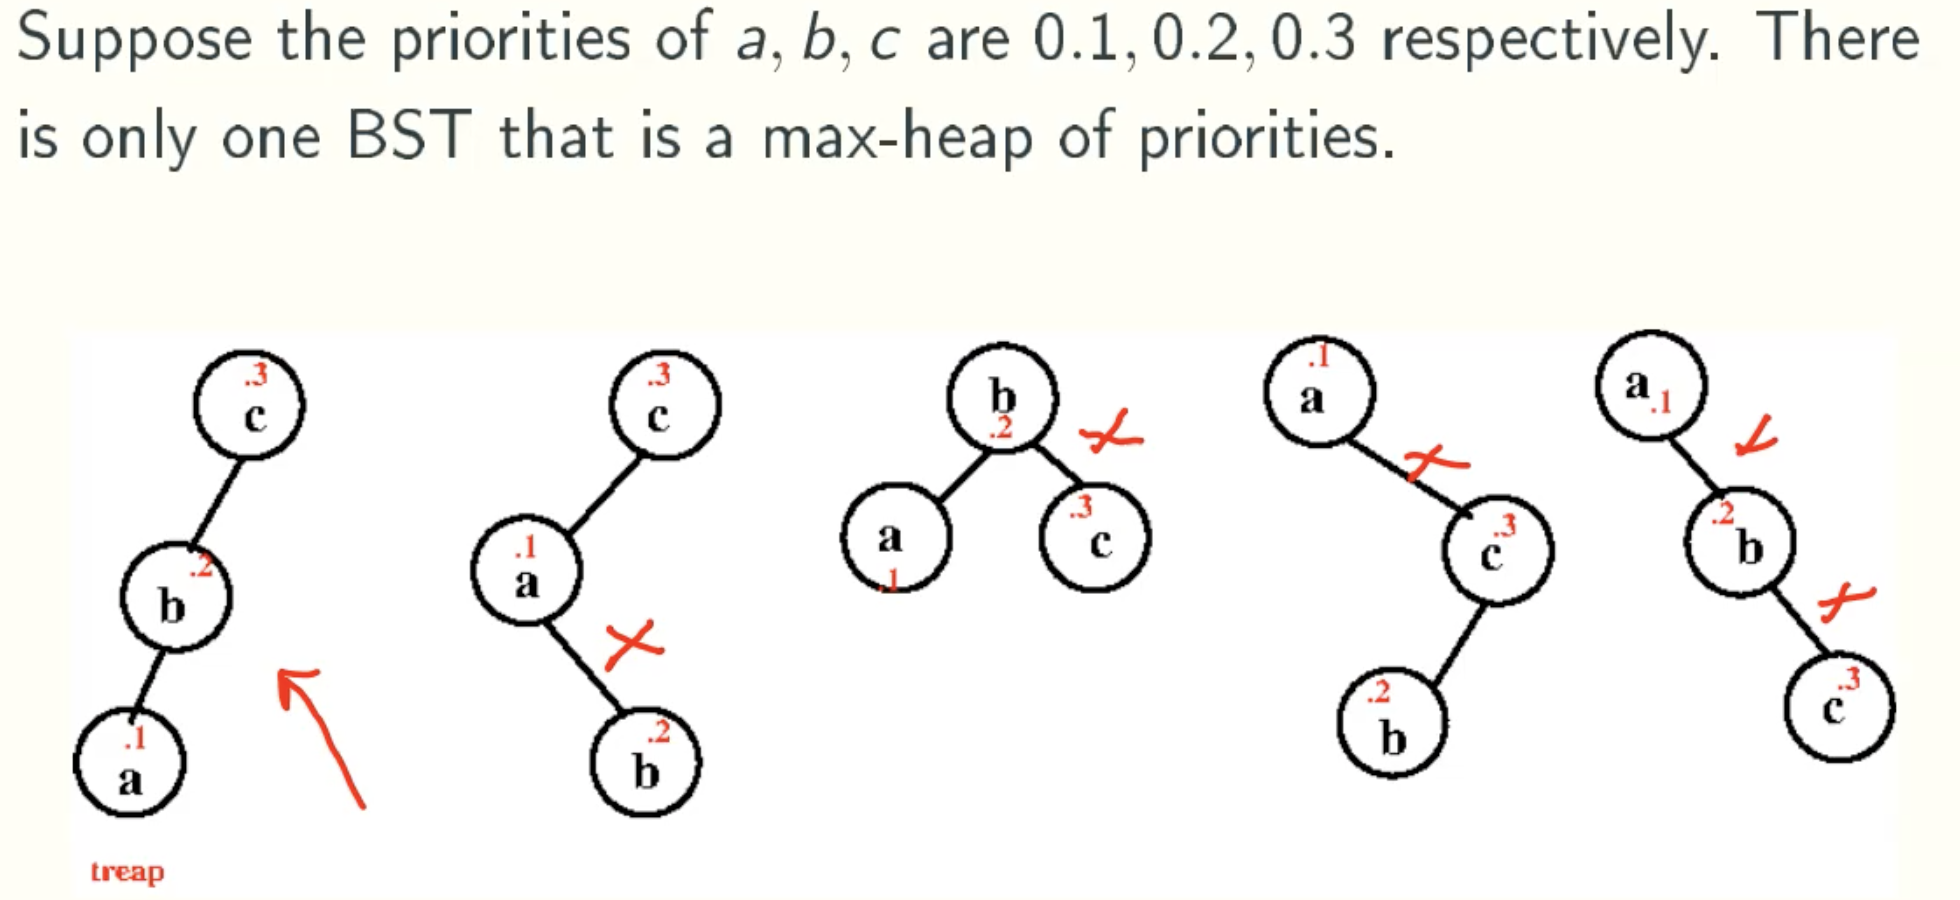 Suppose the priorities of a, b, c are 0.1, 0.2, 0.3 respectively. There
is only one BST that is a max-heap of priorities.
.3
c
.2
b
.1
a
treap
.3
c
.1
a
.2
b
b
.2
a
.1
.3
c
.1
a
.3
c
.2
b
a
.1
.2
b
.3
c